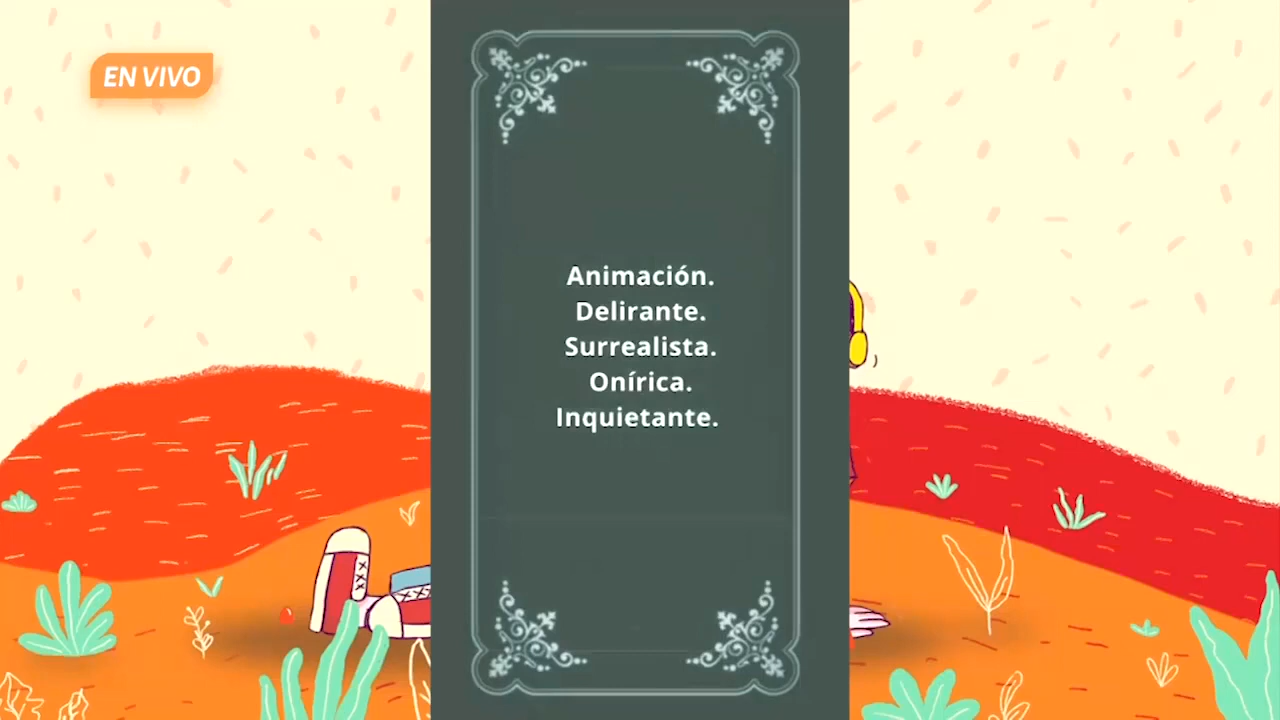 EN VIVO
Animación.
Delirante.
Surrealista.
Onírica.
Inquietante.